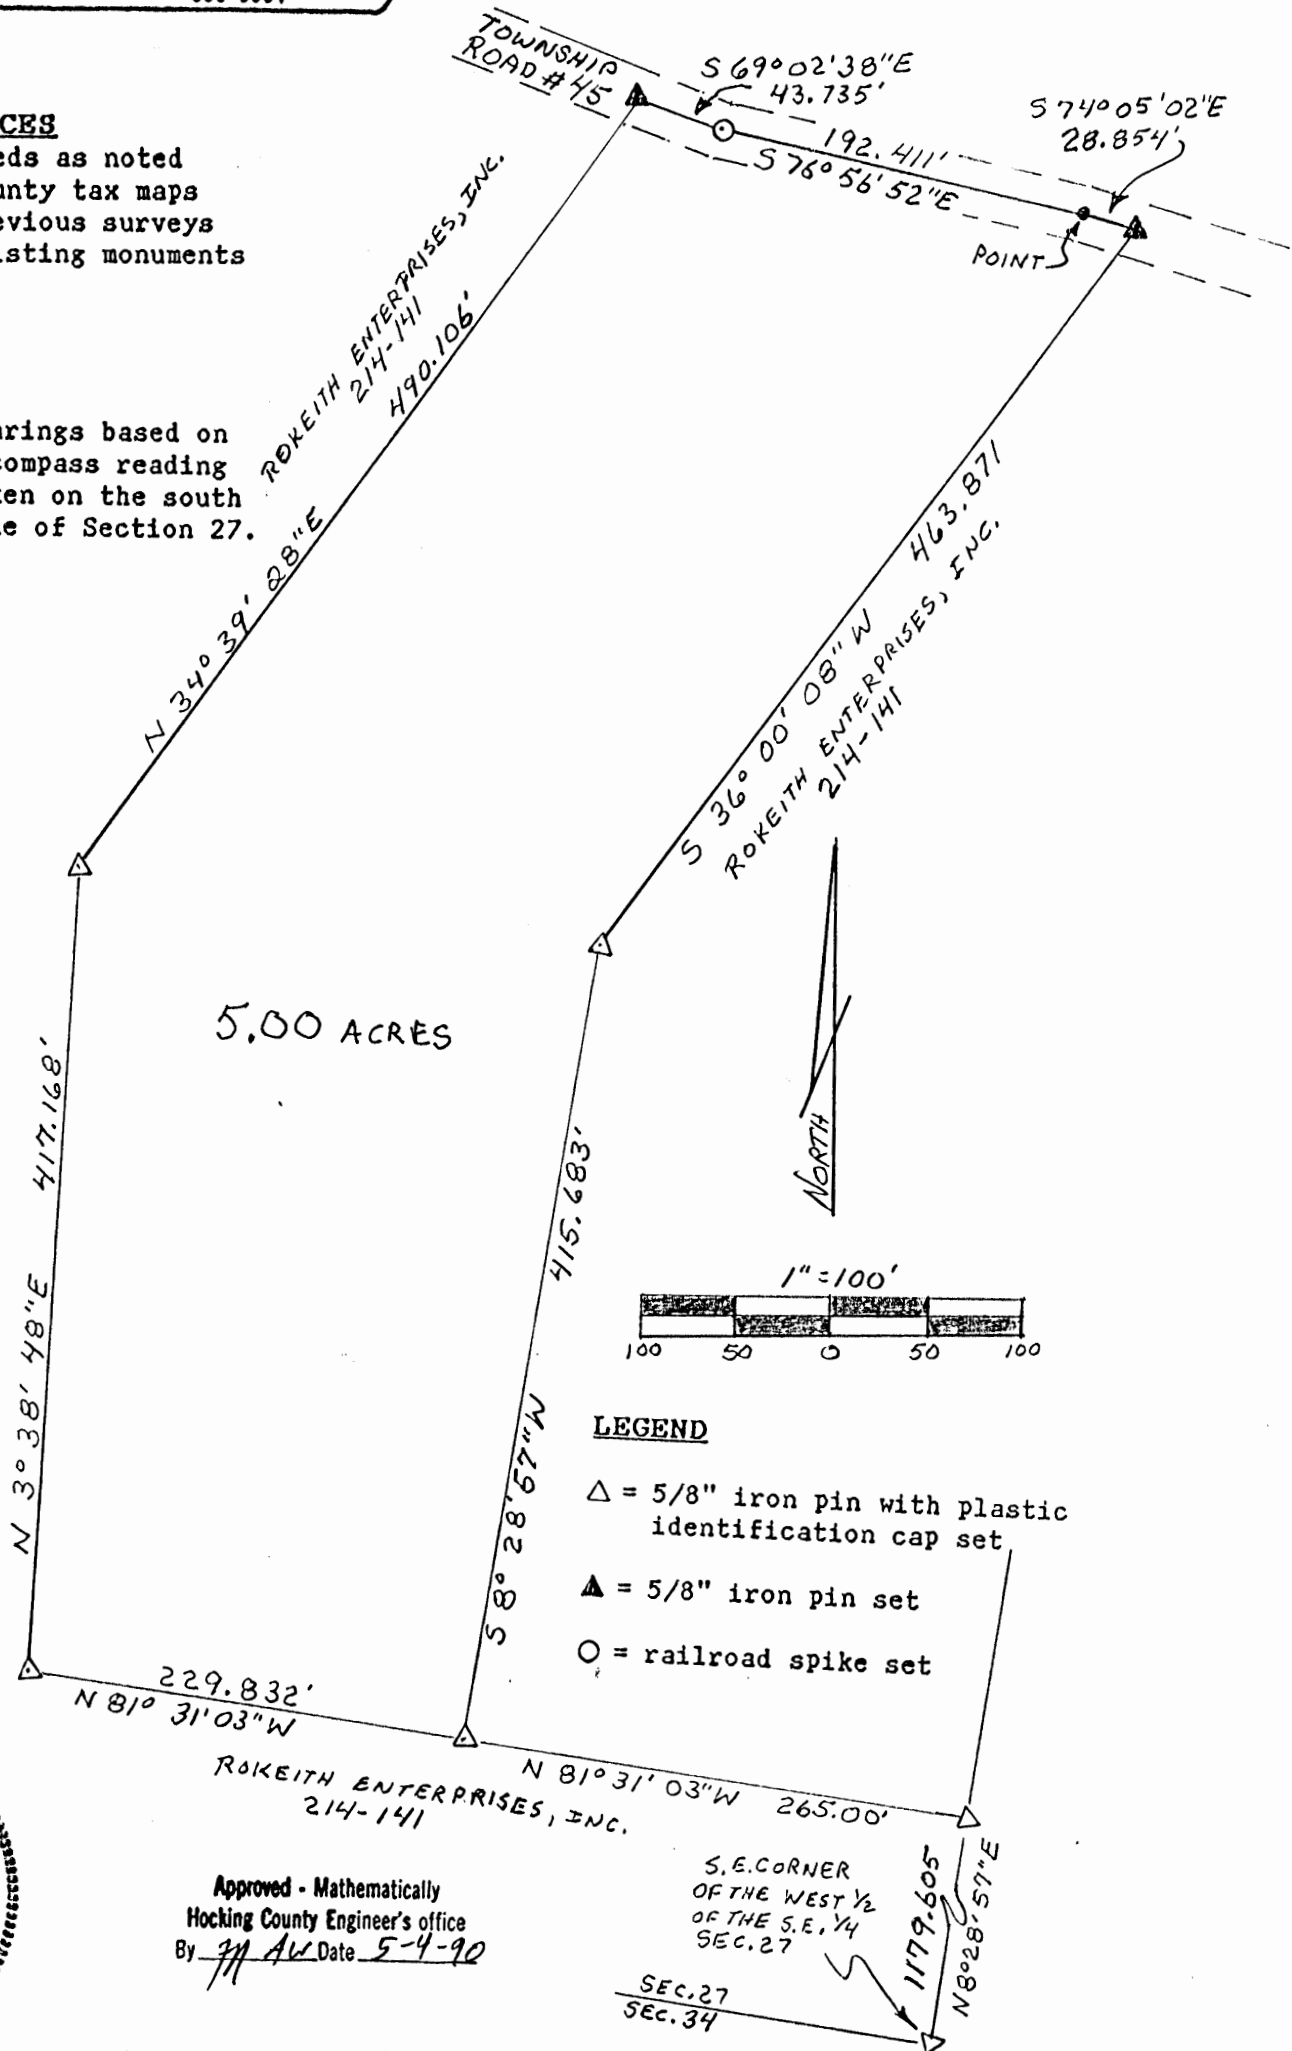 TOWNSHIP
ROAD # 45
S 69° 02' 38" E
43.735'
S 74° 05' 02" E
28.854'
192.411'
S 76° 56' 52" E
POINT
CES
eds as noted
unty tax maps
evious surveys
isting monuments
arings based on
compass reading
ken on the south
e of Section 27.
ROKEITH ENTERPRISES, INC.
214-141
490.106'
N 34° 39' 28" E
463.871
S 36° 00' 08" W
ROKEITH ENTERPRISES, INC.
214-141
5.00 ACRES
417.168'
N 3° 38' 48" E
415.683'
S 8° 28' 57" W
NORTH
1" = 100'
100 50 0 50 100
LEGEND
△ = 5/8" iron pin with plastic
identification cap set
▲ = 5/8" iron pin set
○ = railroad spike set
229.832'
N 81° 31' 03" W
N 81° 31' 03" W 265.00'
ROKEITH ENTERPRISES, INC.
214-141
S.E. CORNER
OF THE WEST 1/2
OF THE S.E. 1/4
SEC. 27
1179.605
N 8° 28' 57" E
SEC. 27
SEC. 34
Approved - Mathematically
Hocking County Engineer's office
By Date 5-4-90